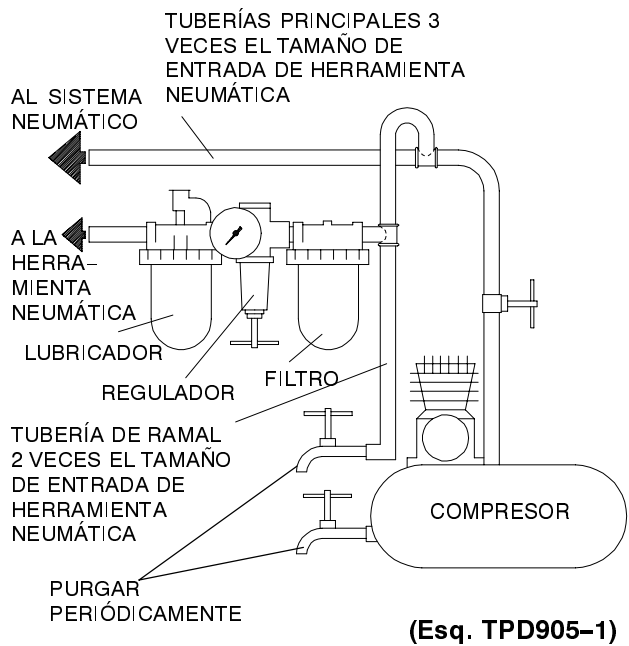 TUBERÍAS PRINCIPALES 3
VECES EL TAMAÑO DE
ENTRADA DE HERRAMIENTA
NEUMÁTICA
AL SISTEMA
NEUMÁTICO
A LA
HERRA–
MIENTA
NEUMÁTICA
LUBRICADOR
REGULADOR
FILTRO
TUBERÍA DE RAMAL
2 VECES EL TAMAÑO
DE ENTRADA DE
HERRAMIENTA
NEUMÁTICA
COMPRESOR
PURGAR
PERIÓDICAMENTE
(Esq. TPD905–1)